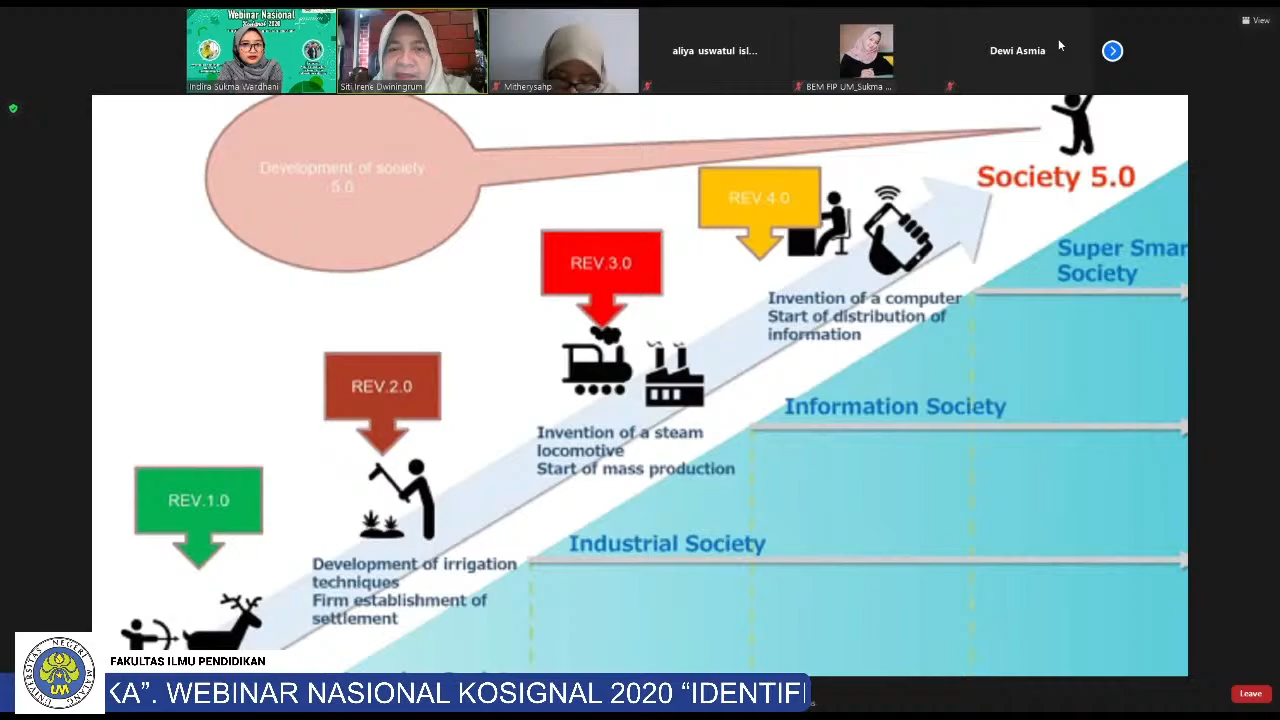 Webinar Nasional
Kosignal 2020
View
Indira Sukma Wardhani
Siti Irene Dwiningrum
Mitherysahp
aliya uswatul isl...
BEM FIP UM_Sukma ...
Dewi Asmia
Development of society
5.0
Society 5.0
REV.4.0
REV.3.0
Super Smar
Society
Invention of a computer
Start of distribution of
information
REV.2.0
Information Society
Invention of a steam
locomotive
Start of mass production
REV.1.0
Industrial Society
Development of irrigation
techniques
Firm establishment of
settlement
UM
FAKULTAS ILMU PENDIDIKAN
KA”. WEBINAR NASIONAL KOSIGNAL 2020 “IDENTIF
Leave